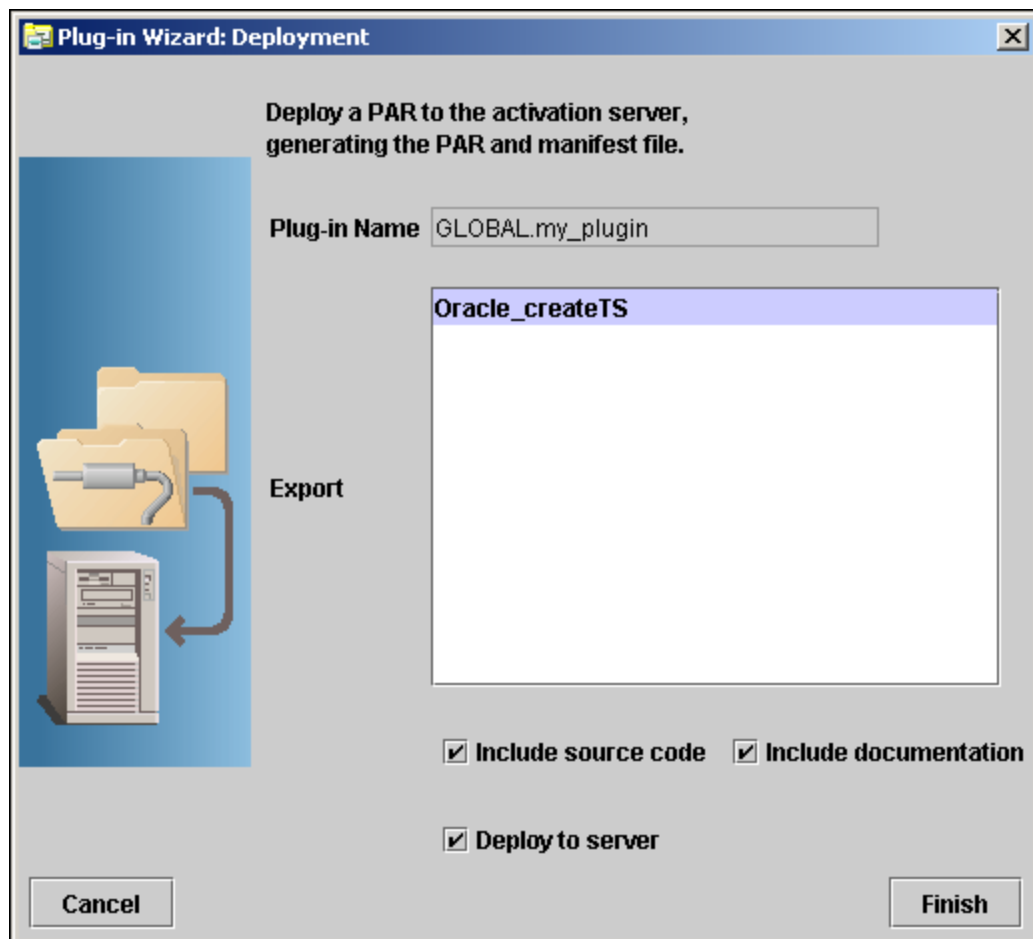 Plug-in Wizard: Deployment
Deploy a PAR to the activation server,
generating the PAR and manifest file.
Plug-in Name GLOBAL.my_plugin
Oracle_createTS
Export
Include source code Include documentation
Deploy to server
Cancel Finish